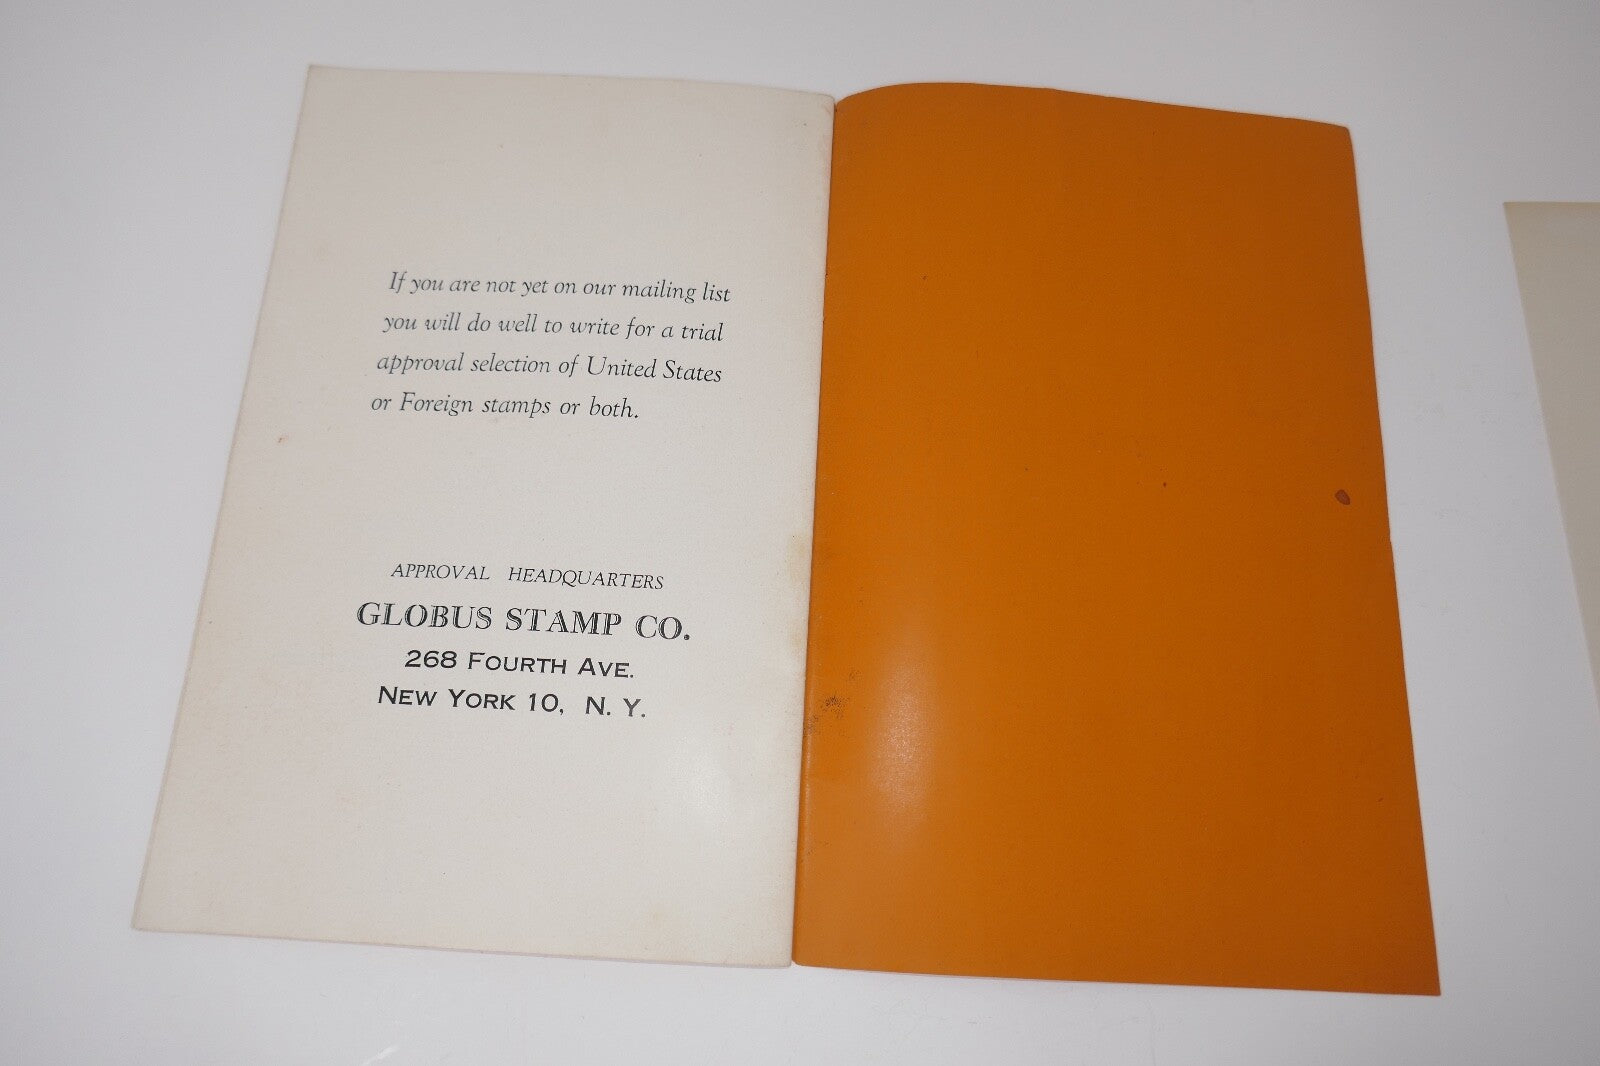 If you are not yet on our mailing list
you will do well to write for a trial
approval selection of United States
or Foreign stamps or both.
APPROVAL HEADQUARTERS
GLOBUS STAMP CO.
268 FOURTH AVE.
NEW YORK 10, N. Y.